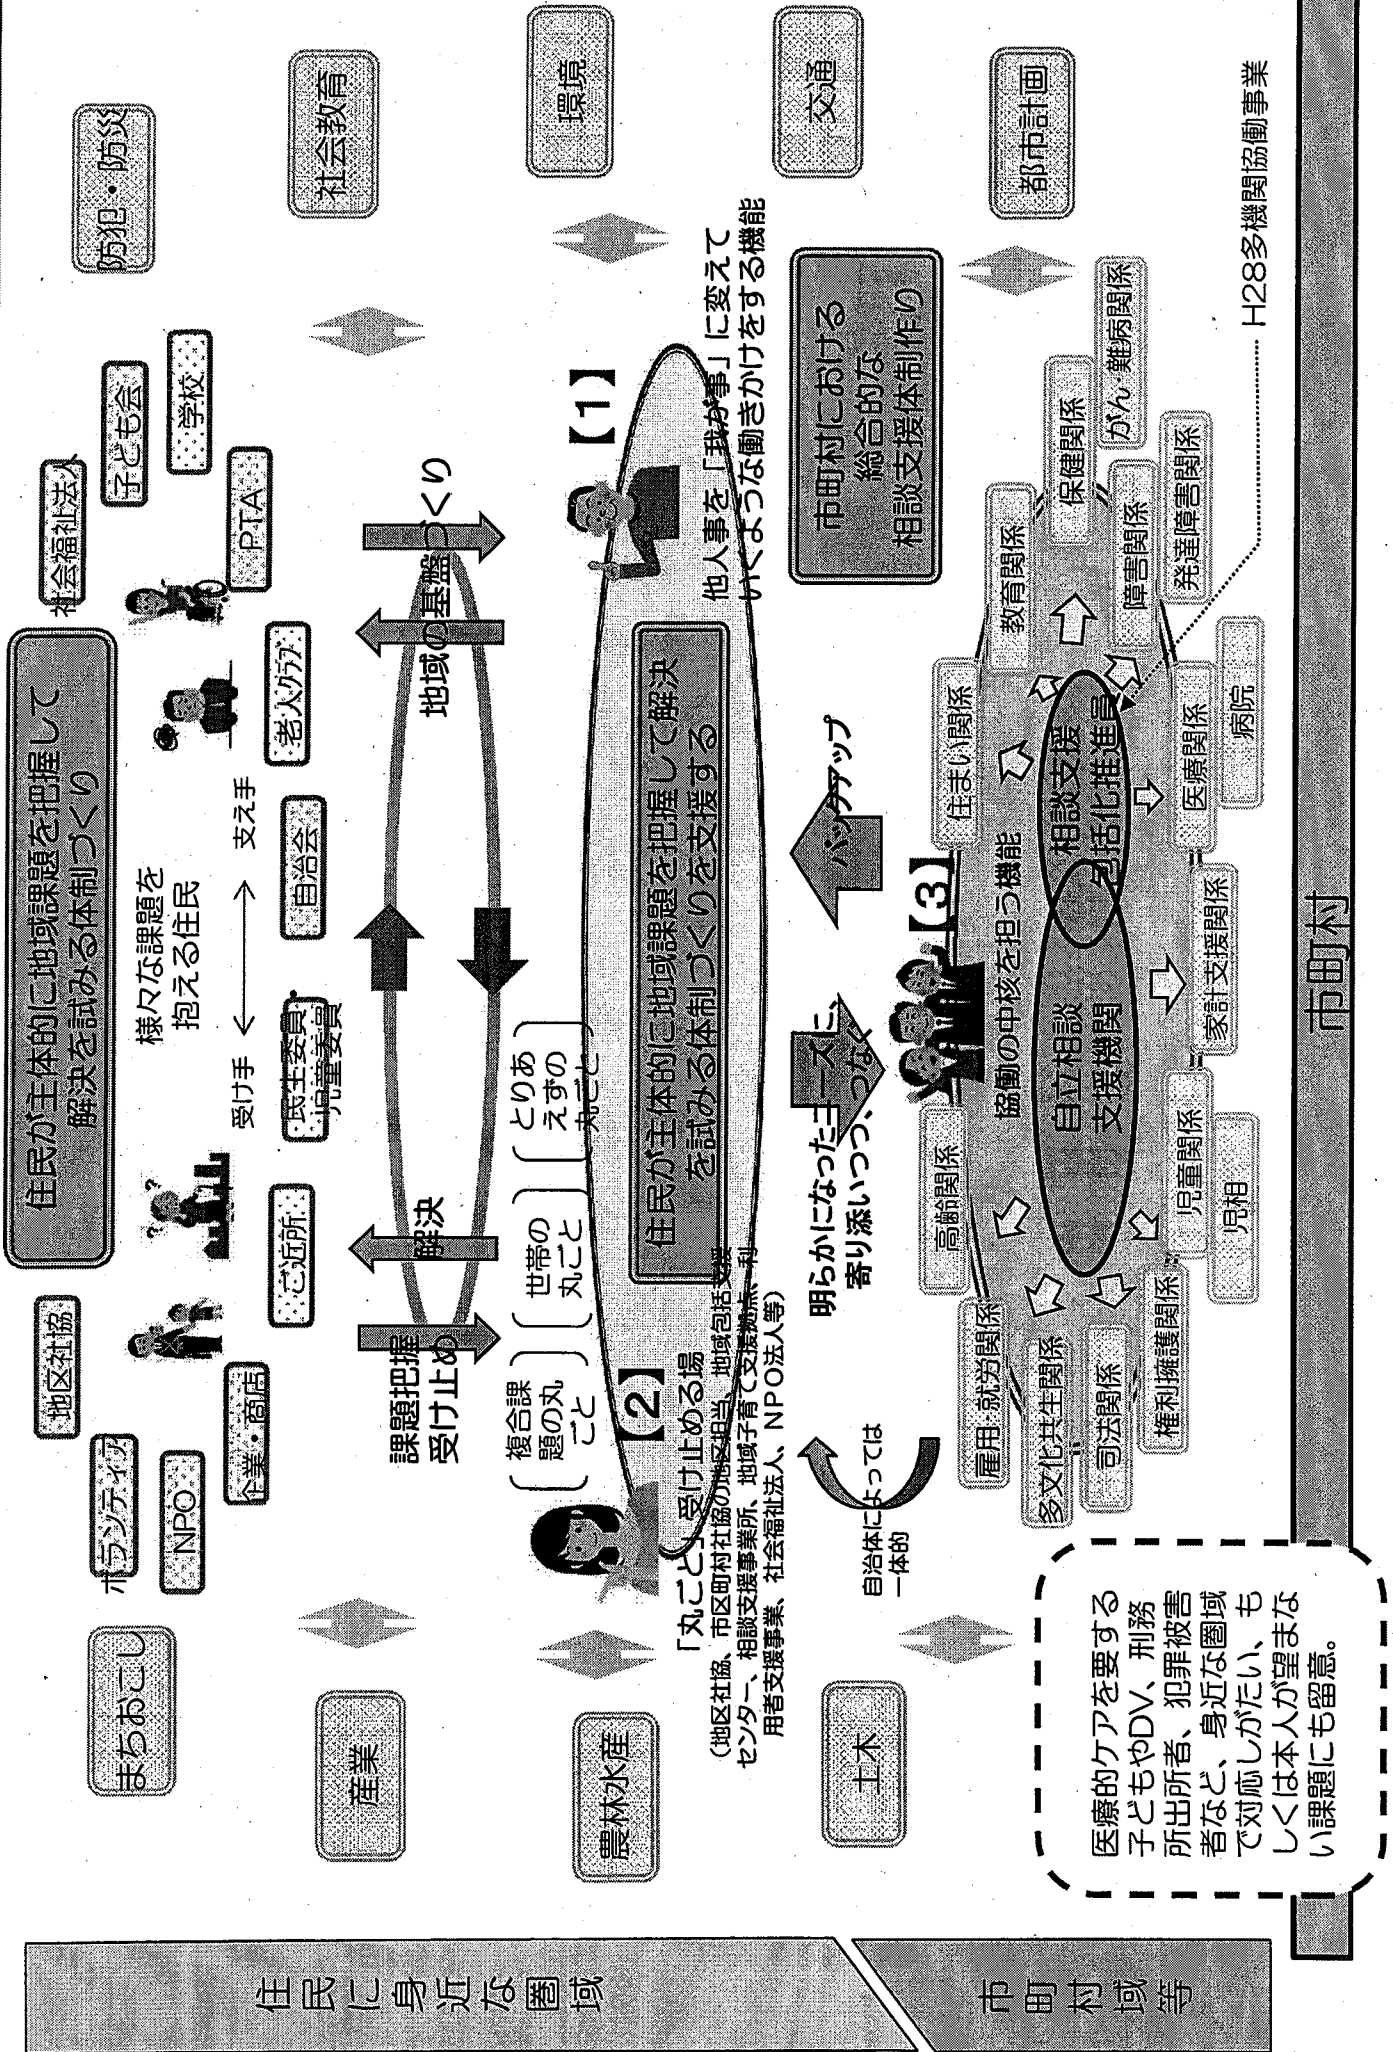 住民に身近な圏域
市町村域等
住民が主体的に地域課題を把握して
解決を試みる体制づくり
まちおこし
産業
農林水産
土木
防犯・防災
社会教育
環境
交通
都市計画
地区社協
ボランティア
NPO
企業・商店
ご近所
民生委員・
児童委員
自治会
老人クラブ
PTA
学校
子ども会
社会福祉法人
様々な課題を
抱える住民
受け手
支え手
課題把握
受け止め
解決
地域の基盤づくり
複合課
題の丸
ごと
世帯の
丸ごと
とりあ
えずの
丸ごと
【1】
他人事を「我が事」に変えて
いくような働きかけをする機能
住民が主体的に地域課題を把握して解決
を試みる体制づくりを支援する
【2】
「丸ごと」受け止める場
(地区社協、市区町村社協の地区担当、地域包括支援
センター、相談支援事業所、地域子育て支援拠点、利
用者支援事業、社会福祉法人、NPO法人等)
明らかになったニーズに、
寄り添いつつ、つなぐ
バックアップ
自治体によっては
一体的
市町村における
総合的な
相談支援体制作り
【3】
協働の中核を担う機能
自立相談
支援機関
相談支援
包括化推進員
高齢関係
住まい関係
教育関係
保健関係
がん・難病関係
障害関係
発達障害関係
医療関係
病院
家計支援関係
児童関係
児相
権利擁護関係
司法関係
多文化共生関係
雇用・就労関係
H28多機関協働事業
医療的ケアを要する
子どもやDV、刑務
所出所者、犯罪被害
者など、身近な圏域
で対応しがたい、も
しくは本人が望まな
い課題にも留意。
市町村